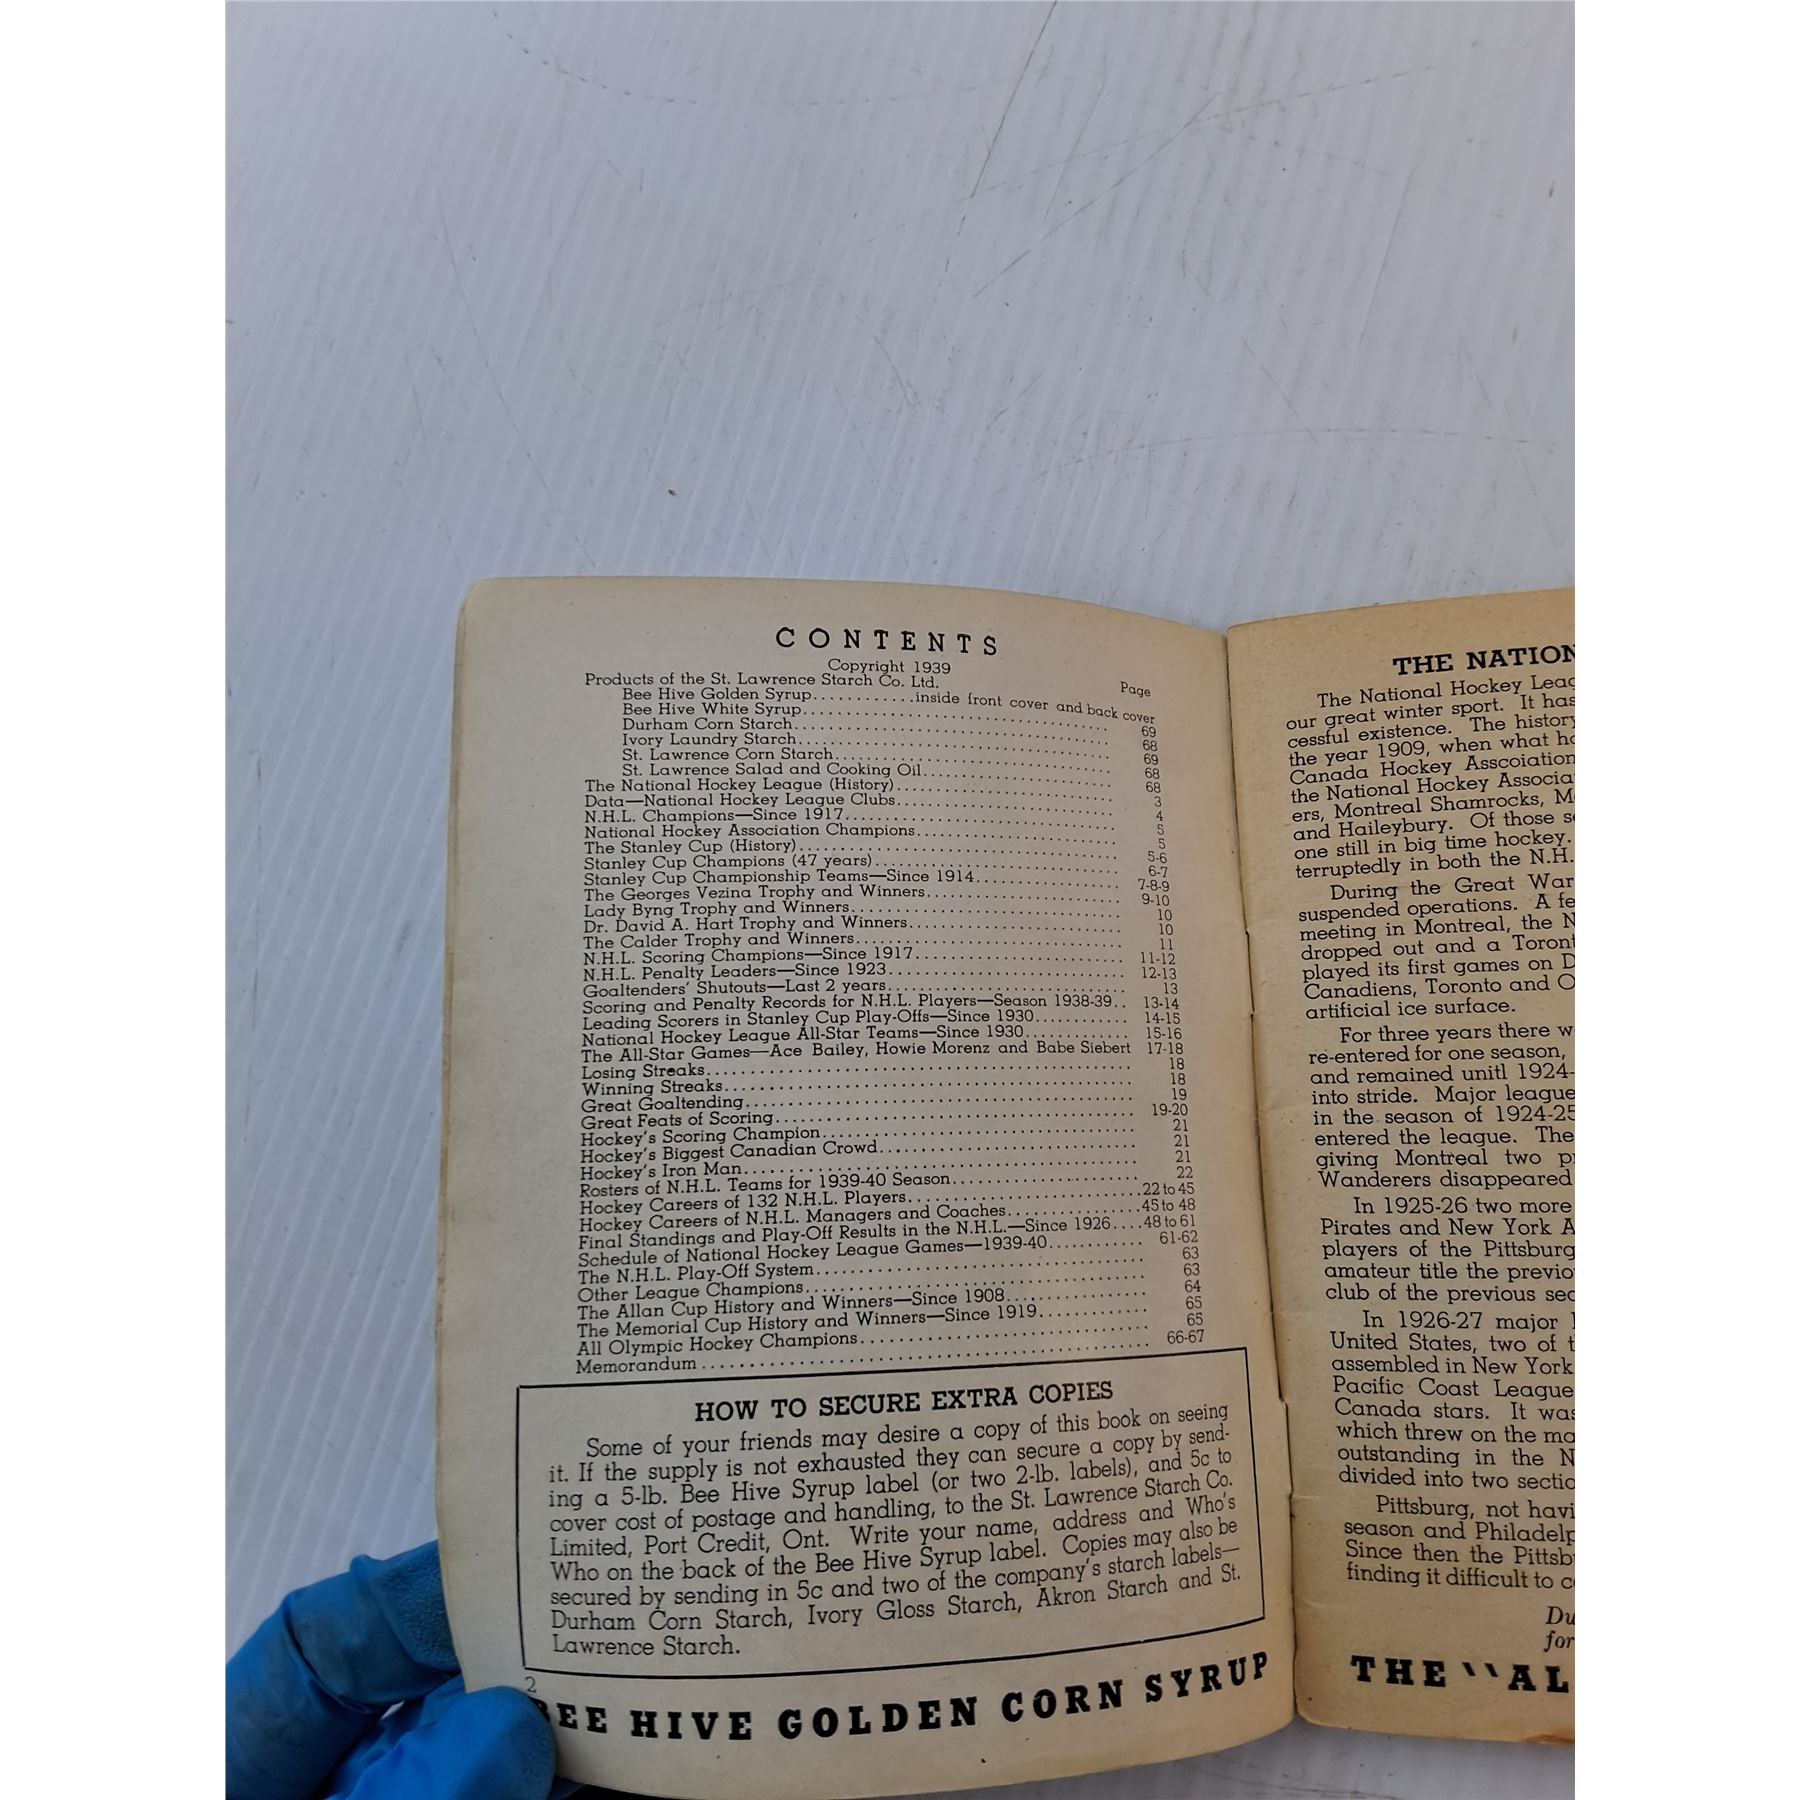 CONTENTS
Copyright 1939
Products of the St. Lawrence Starch Co. Ltd. Page
Bee Hive Golden Syrup............inside front cover and back cover
Bee Hive White Syrup.................................... 69
Durham Corn Starch.................................... 68
Ivory Laundry Starch.................................... 69
St. Lawrence Corn Starch................................ 68
St. Lawrence Salad and Cooking Oil...................... 68
The National Hockey League (History).......................... 3
Data—National Hockey League Clubs.......................... 4
N.H.L. Champions—Since 1917................................ 5
National Hockey Association Champions........................ 5
The Stanley Cup (History).................................... 5-6
Stanley Cup Champions (47 years)............................ 6-7
Stanley Cup Championship Teams—Since 1914.................. 7-8-9
The Georges Vezina Trophy and Winners...................... 9-10
Lady Byng Trophy and Winners.............................. 10
Dr. David A. Hart Trophy and Winners........................ 10
The Calder Trophy and Winners.............................. 11
N.H.L. Scoring Champions—Since 1917........................ 11-12
N.H.L. Penalty Leaders—Since 1923.......................... 12-13
Goaltenders' Shutouts—Last 2 years.......................... 13
Scoring and Penalty Records for N.H.L. Players—Season 1938-39.. 13-14
Leading Scorers in Stanley Cup Play-Offs—Since 1930............ 14-15
National Hockey League All-Star Teams—Since 1930............ 15-16
The All-Star Games—Ace Bailey, Howie Morenz and Babe Siebert 17-18
Losing Streaks.............................................. 18
Winning Streaks............................................ 18
Great Goaltending.......................................... 19
Great Feats of Scoring...................................... 19-20
Hockey's Scoring Champion.................................. 21
Hockey's Biggest Canadian Crowd............................ 21
Hockey's Iron Man.......................................... 21
Rosters of N.H.L. Teams for 1939-40 Season.................... 22
Hockey Careers of 132 N.H.L. Players..........................22 to 45
Hockey Careers of N.H.L. Managers and Coaches..............45 to 48
Final Standings and Play-Off Results in the N.H.L.—Since 1926....48 to 61
Schedule of National Hockey League Games—1939-40............ 61-62
The N.H.L. Play-Off System.................................. 63
Other League Champions.................................... 63
The Allan Cup History and Winners—Since 1908................ 64
The Memorial Cup History and Winners—Since 1919............ 65
All Olympic Hockey Champions.............................. 65
Memorandum.............................................. 66-67
HOW TO SECURE EXTRA COPIES
Some of your friends may desire a copy of this book on seeing
it. If the supply is not exhausted they can secure a copy by send-
ing a 5-lb. Bee Hive Syrup label (or two 2-lb. labels), and 5c to
cover cost of postage and handling, to the St. Lawrence Starch Co.
Limited, Port Credit, Ont. Write your name, address and Who's
Who on the back of the Bee Hive Syrup label. Copies may also be
secured by sending in 5c and two of the company's starch labels—
Durham Corn Starch, Ivory Gloss Starch, Akron Starch and St.
Lawrence Starch.
2
BEE HIVE GOLDEN CORN SYRUP
THE NATION
The National Hockey Leag
our great winter sport. It has
cessful existence. The history
the year 1909, when what ha
Canada Hockey Asscoiation
the National Hockey Associa
ers, Montreal Shamrocks, M
and Haileybury. Of those s
one still in big time hockey.
terruptedly in both the N.H.
During the Great War
suspended operations. A fe
meeting in Montreal, the N
dropped out and a Toront
played its first games on D
Canadiens, Toronto and O
artificial ice surface.
For three years there w
re-entered for one season,
and remained unitl 1924-
into stride. Major league
in the season of 1924-25
entered the league. The
giving Montreal two p
Wanderers disappeared
In 1925-26 two more
Pirates and New York A
players of the Pittsburg
amateur title the previo
club of the previous sec
In 1926-27 major
United States, two of t
assembled in New York
Pacific Coast League
Canada stars. It was
which threw on the ma
outstanding in the N
divided into two sectio
Pittsburg, not havi
season and Philadelp
Since then the Pittsb
finding it difficult to c
Du
for
THE "AL